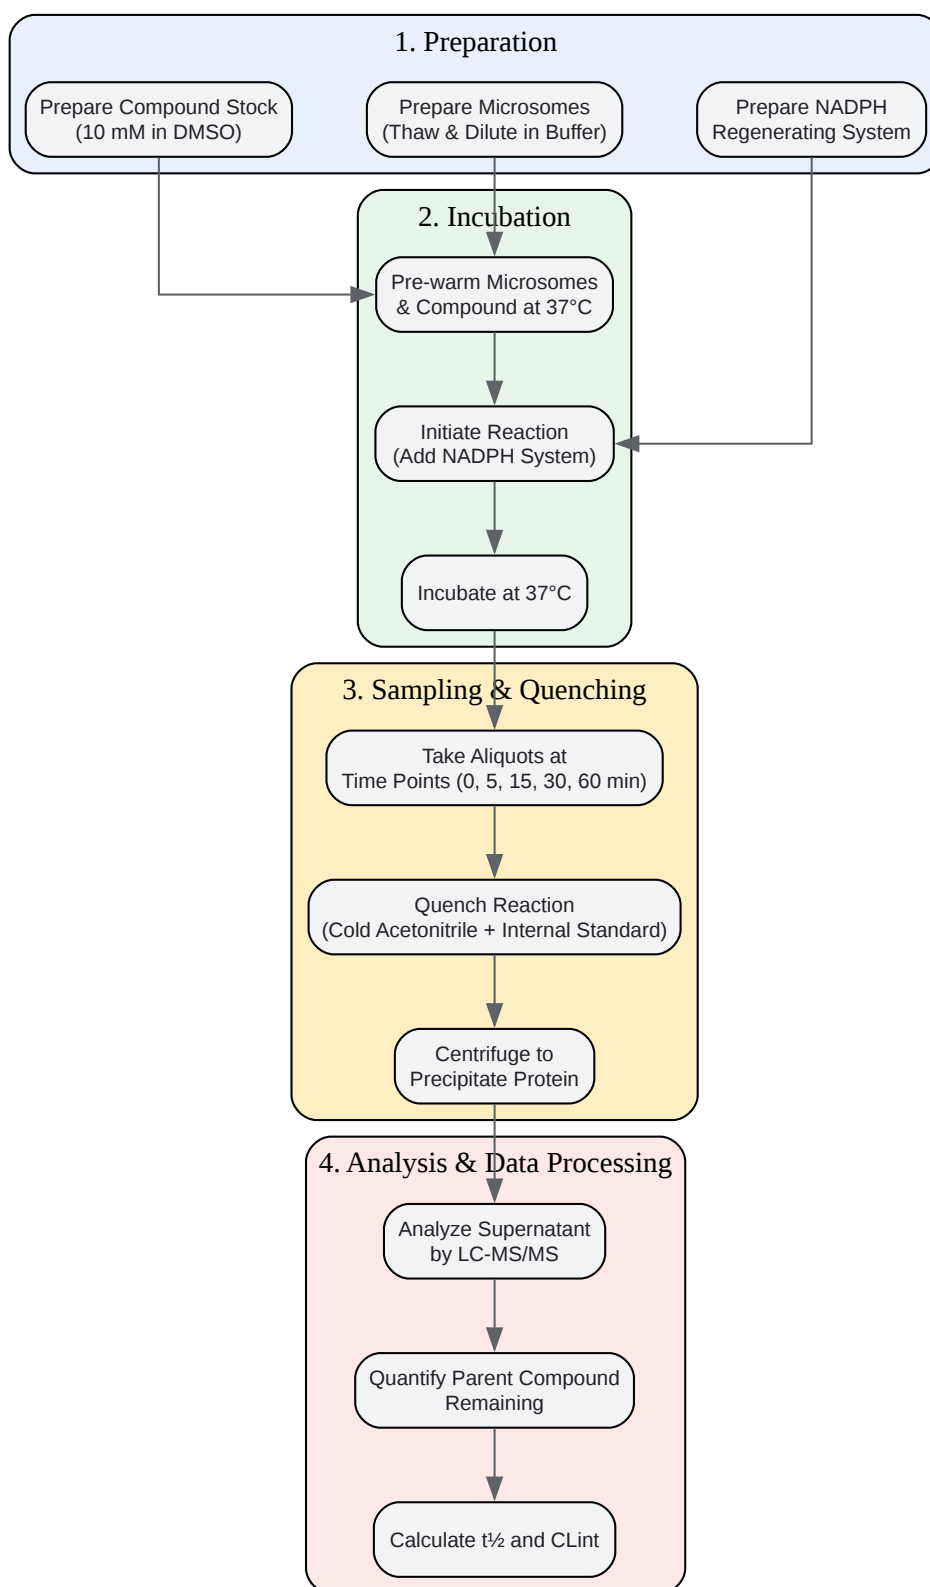 1. Preparation
Prepare Compound Stock
(10 mM in DMSO)
Prepare Microsomes
(Thaw & Dilute in Buffer)
Prepare NADPH
Regenerating System
2. Incubation
Pre-warm Microsomes
& Compound at 37°C
Initiate Reaction
(Add NADPH System)
Incubate at 37°C
3. Sampling & Quenching
Take Aliquots at
Time Points (0, 5, 15, 30, 60 min)
Quench Reaction
(Cold Acetonitrile + Internal Standard)
Centrifuge to
Precipitate Protein
4. Analysis & Data Processing
Analyze Supernatant
by LC-MS/MS
Quantify Parent Compound
Remaining
Calculate t½ and CLint